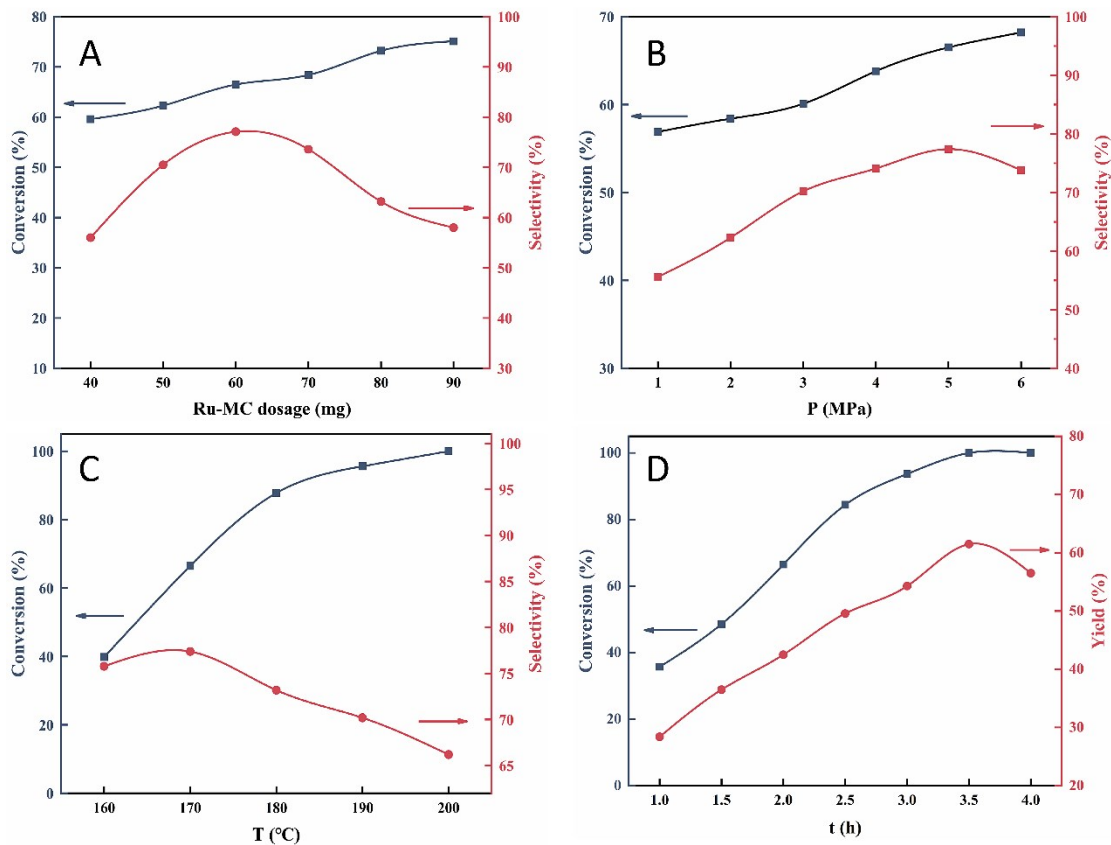 A
Conversion (%)
80
70
60
50
40
30
20
10
40 50 60 70 80 90
Ru-MC dosage (mg)
100
90
80
70
60
50
40
30
Selectivity (%)
B
Conversion (%)
70
60
50
40
30
1 2 3 4 5 6
P (MPa)
100
90
80
70
60
50
40
Selectivity (%)
C
Conversion (%)
100
80
60
40
20
0
160 170 180 190 200
T (°C)
100
95
90
85
80
75
70
65
Selectivity (%)
D
Conversion (%)
100
80
60
40
20
0
1.0 1.5 2.0 2.5 3.0 3.5 4.0
t (h)
80
70
60
50
40
30
20
Yield (%)